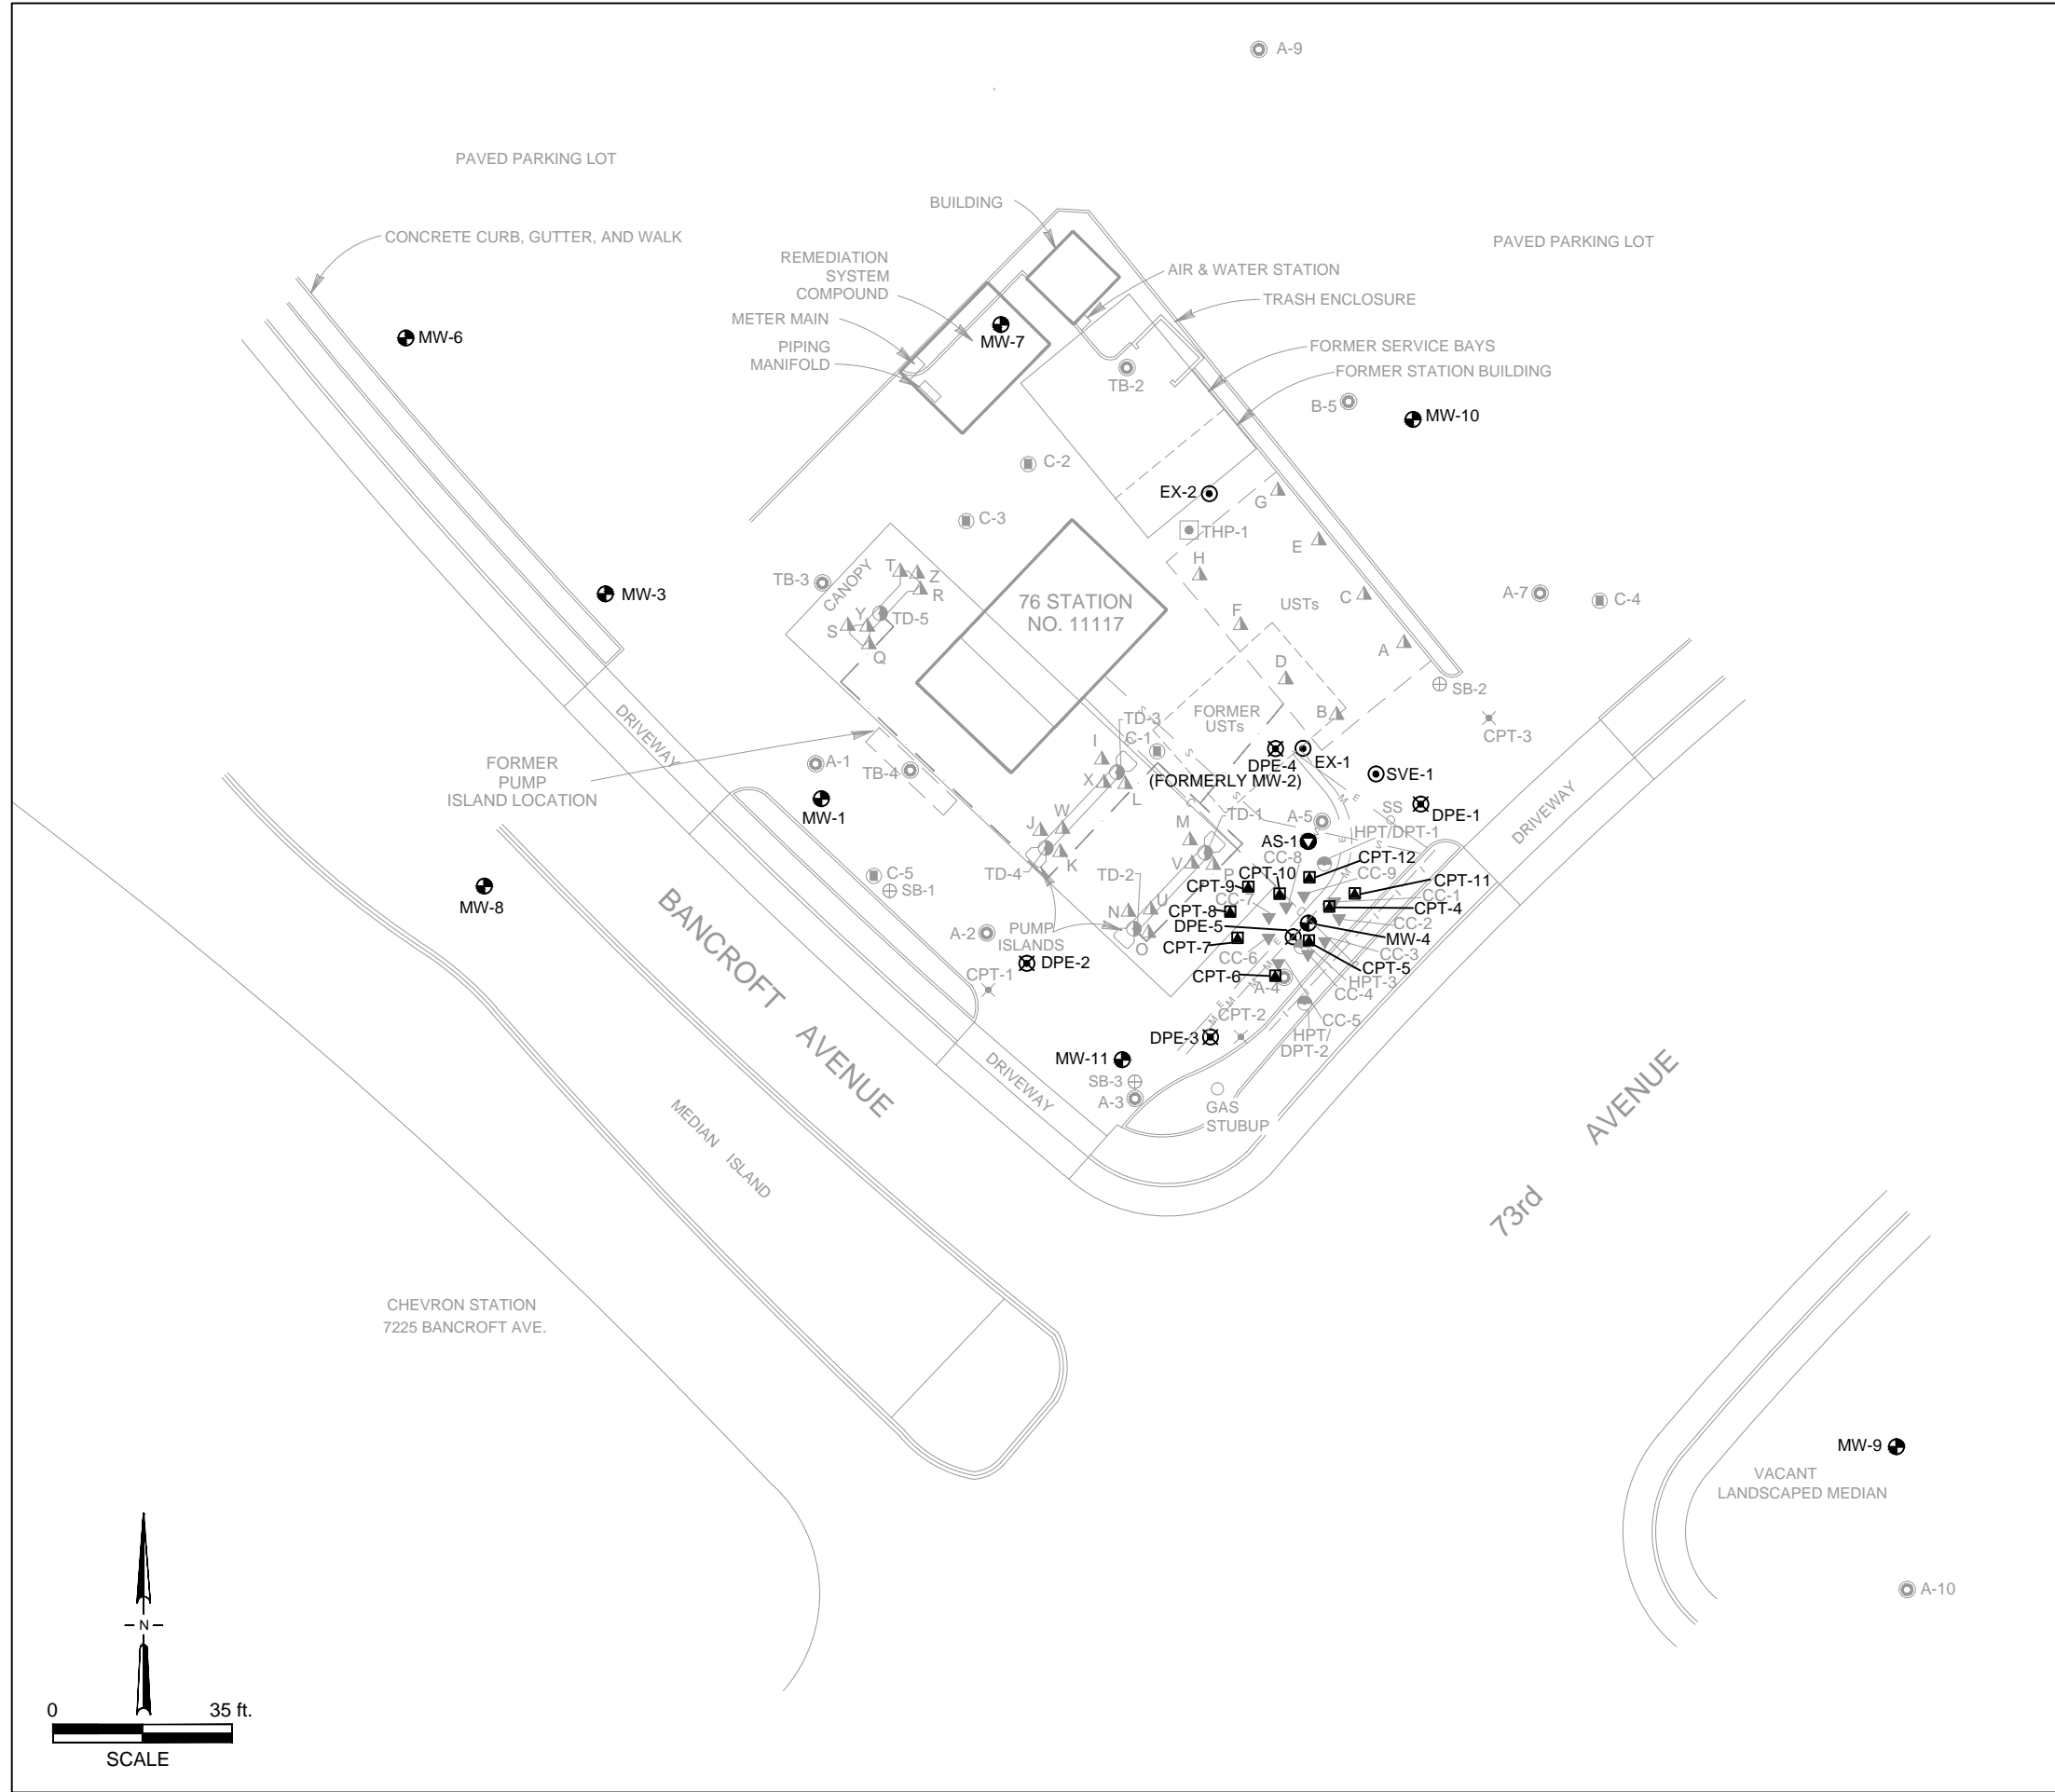 A-9
PAVED PARKING LOT
BUILDING
CONCRETE CURB, GUTTER, AND WALK
PAVED PARKING LOT
REMEDIATION
SYSTEM
COMPOUND
AIR & WATER STATION
TRASH ENCLOSURE
METER MAIN
MW-6
MW-7
PIPING
MANIFOLD
FORMER SERVICE BAYS
FORMER STATION BUILDING
TB-2
B-5
MW-10
C-2
EX-2
G
C-3
THP-1
E
H
T
Z
TB-3
CANOPY
R
MW-3
76 STATION
NO. 11117
USTs
C
A-7
C-4
Y
S
TD-5
F
Q
A
D
SB-2
DRIVEWAY
TD-3
C-1
FORMER
USTs
B
CPT-3
I
FORMER
PUMP
ISLAND LOCATION
A-1
TB-4
X
L
DPE-4
(FORMERLY MW-2)
EX-1
SVE-1
MW-1
DPE-1
DRIVEWAY
SS
J
W
M
TD-1
A-5
HPT/DPT-1
AS-1
K
TD-4
V
P
CC-8
CPT-12
CPT-10
CC-9
C-5
SB-1
TD-2
CPT-9
CPT-11
CC-7
CC-1
MW-8
N
U
CPT-8
CPT-4
CC-2
A-2
PUMP
ISLANDS
DPE-5
MW-4
O
CPT-7
CC-3
CC-6
CPT-5
DPE-2
CPT-1
CPT-6
A-4
HPT-3
CC-4
BANCROFT AVENUE
CPT-2
CC-5
DPE-3
HPT/
DPT-2
MW-11
DRIVEWAY
SB-3
A-3
GAS
STUBUP
MEDIAN ISLAND
73rd AVENUE
CHEVRON STATION
7225 BANCROFT AVE.
MW-9
VACANT
LANDSCAPED MEDIAN
A-10
N
0 35 ft.
SCALE